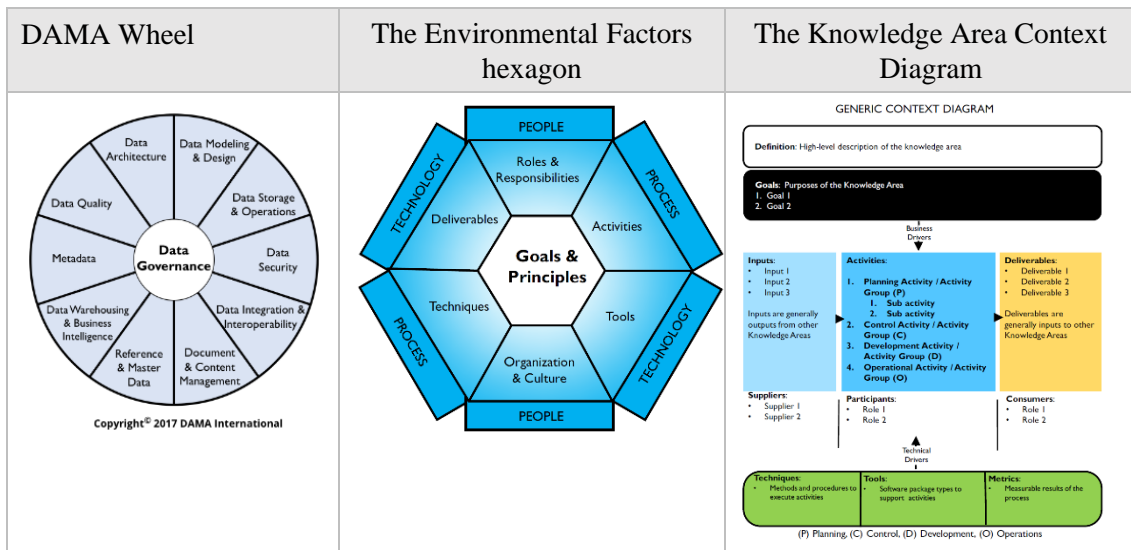 DAMA Wheel
The Environmental Factors
hexagon
The Knowledge Area Context
Diagram
Data
Architecture
Data Modeling
& Design
Data Storage
& Operations
Data
Security
Data Integration &
Interoperability
Document
& Content
Management
Reference
& Master
Data
Data Warehousing
& Business
Intelligence
Metadata
Data Quality
Data
Governance
Copyright© 2017 DAMA International
PEOPLE
TECHNOLOGY
PROCESS
Roles &
Responsibilities
Deliverables
Activities
Goals &
Principles
Techniques
Tools
Organization
& Culture
PROCESS
TECHNOLOGY
PEOPLE
GENERIC CONTEXT DIAGRAM
Definition: High-level description of the knowledge area
Goals: Purposes of the Knowledge Area
1. Goal 1
2. Goal 2
Business
Drivers
Inputs:
• Input 1
• Input 2
• Input 3
Inputs are generally
outputs from other
Knowledge Areas
Activities:
1. Planning Activity / Activity
Group (P)
1. Sub activity
2. Sub activity
2. Control Activity / Activity
Group (C)
3. Development Activity /
Activity Group (D)
4. Operational Activity / Activity
Group (O)
Deliverables:
• Deliverable 1
• Deliverable 2
• Deliverable 3
Deliverables are
generally inputs to other
Knowledge Areas
Suppliers:
• Supplier 1
• Supplier 2
Participants:
• Role 1
• Role 2
Consumers:
• Role 1
• Role 2
Technical
Drivers
Techniques:
• Methods and procedures to
execute activities
Tools:
• Software package types to
support activities
Metrics:
• Measurable results of the
process
(P) Planning, (C) Control, (D) Development, (O) Operations